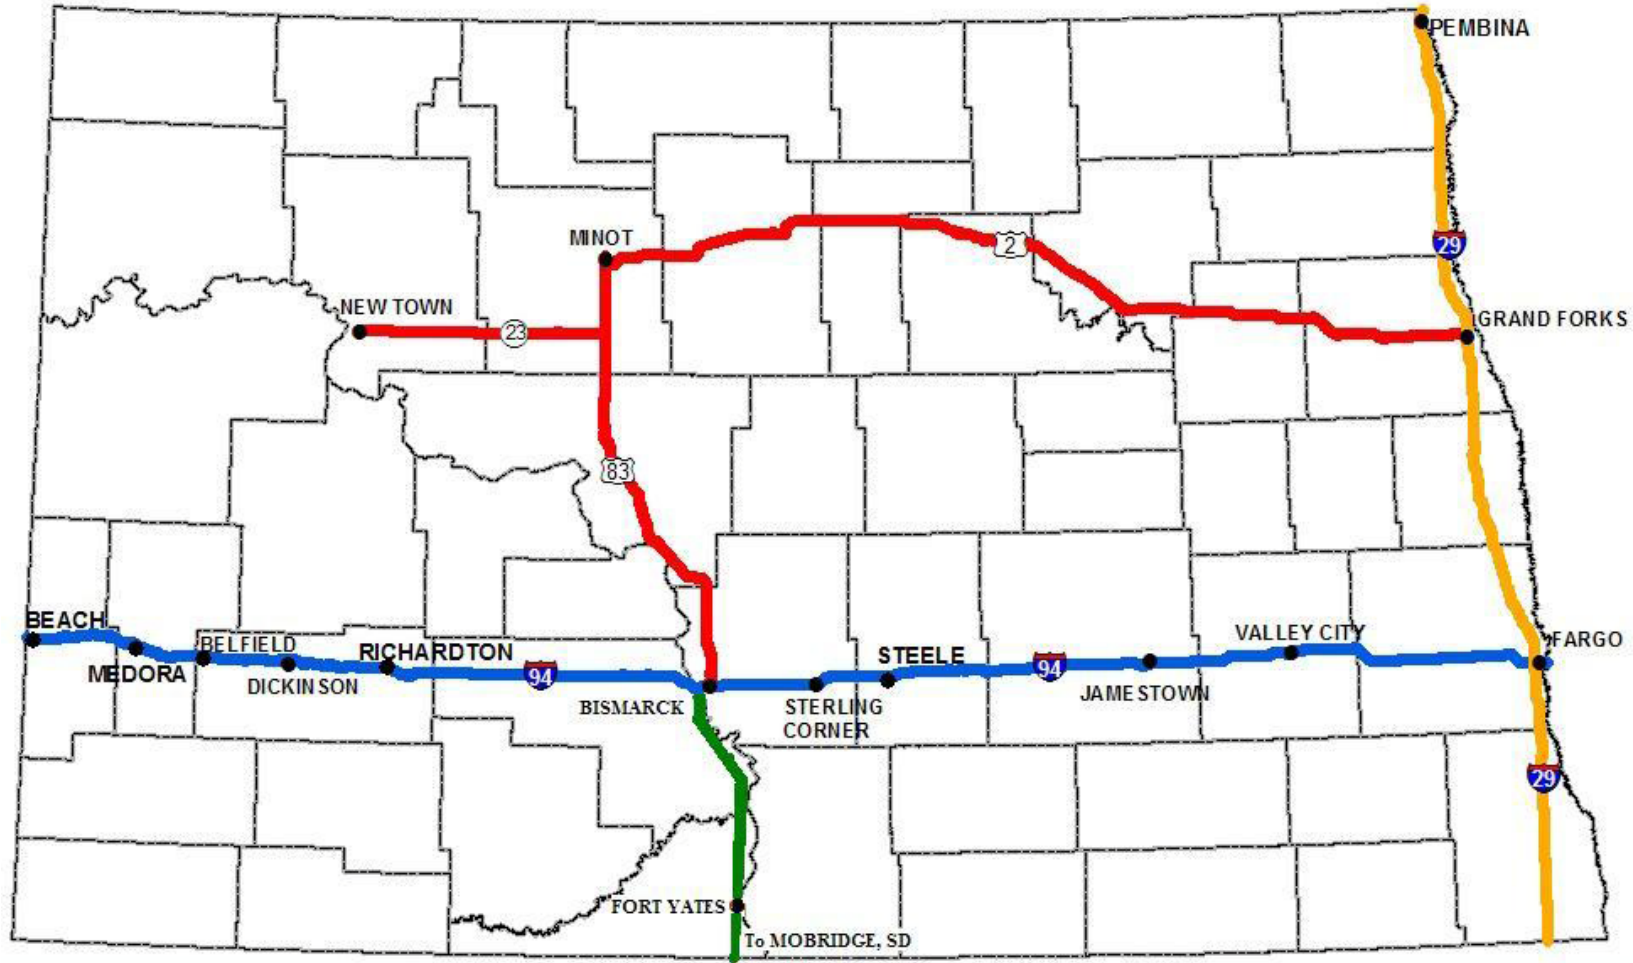 PEMBINA
MINOT
2
29
NEW TOWN
23
GRAND FORKS
83
BEACH
BELFIELD
RICHARDTON
STEELE
VALLEY CITY
FARGO
MEDORA
DICKINSON
94
94
JAMESTOWN
BISMARCK
STERLING
CORNER
29
FORT YATES
To MOBRIDGE, SD